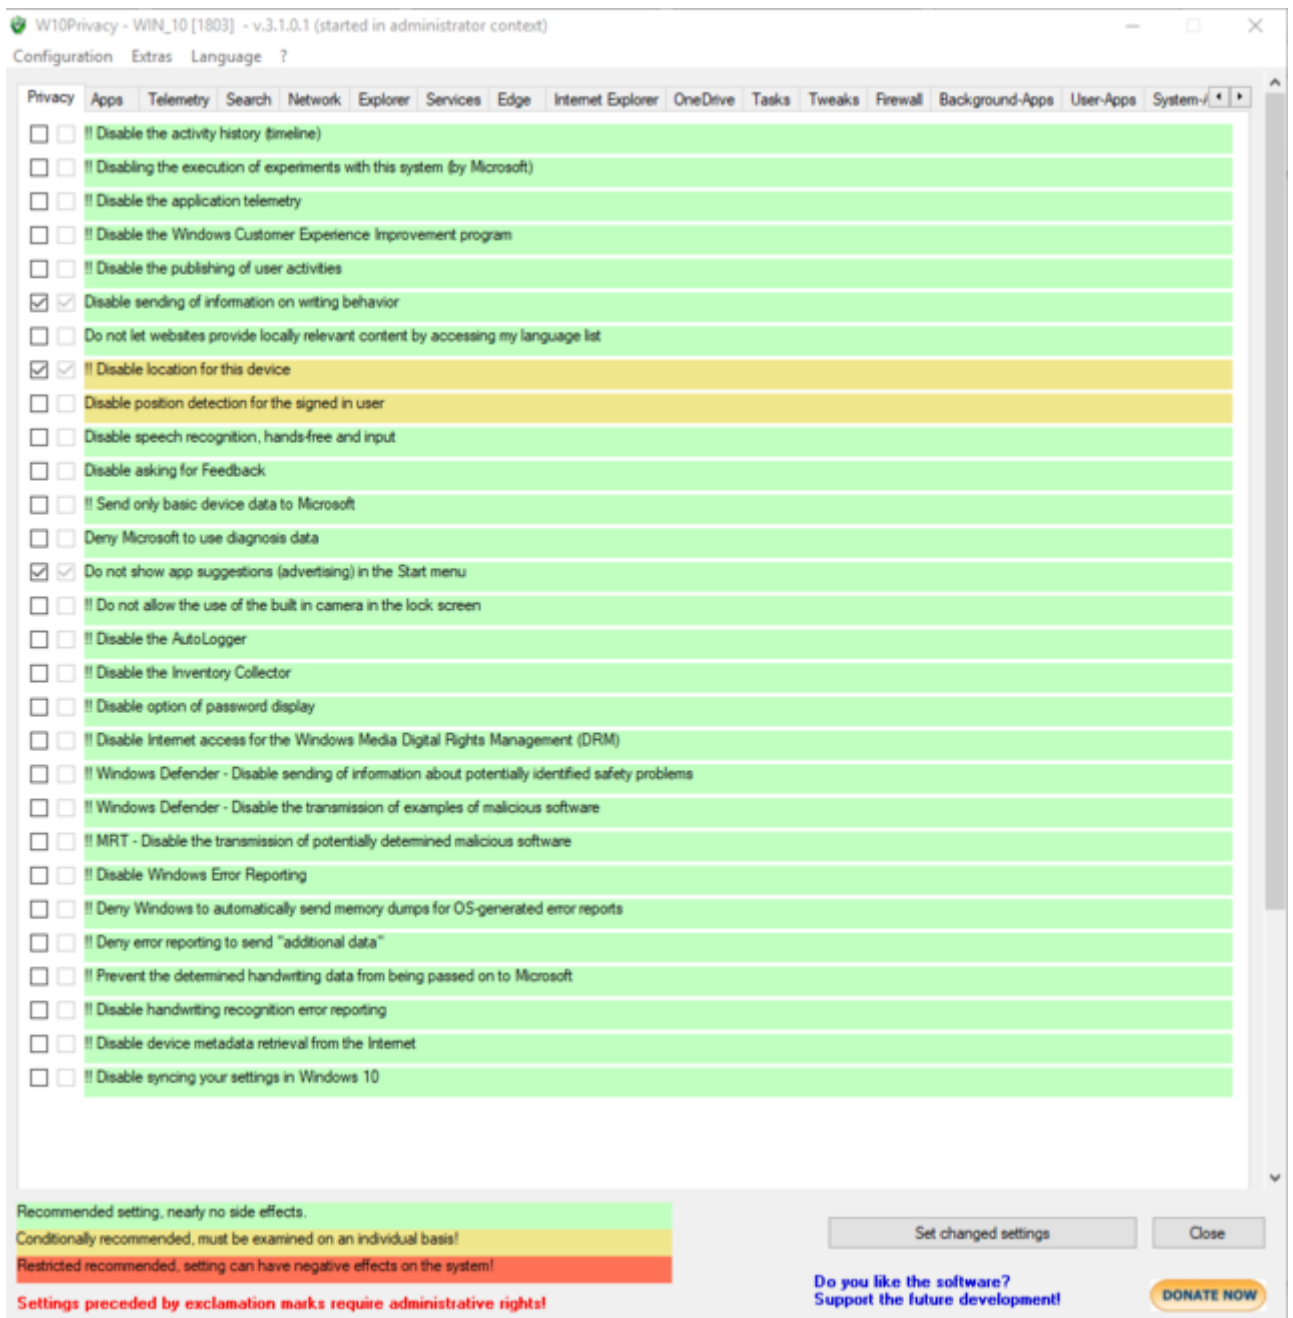 W10Privacy - WIN_10 [1803]  - v.3.1.0.1 (started in administrator context)
Configuration Extras Language ?
Privacy Apps Telemetry Search Network Explorer Services Edge Internet Explorer OneDrive Tasks Tweaks Firewall Background-Apps User-Apps System-
!! Disable the activity history (timeline)
!! Disabling the execution of experiments with this system (by Microsoft)
!! Disable the application telemetry
!! Disable the Windows Customer Experience Improvement program
!! Disable the publishing of user activities
Disable sending of information on writing behavior
Do not let websites provide locally relevant content by accessing my language list
!! Disable location for this device
Disable position detection for the signed in user
Disable speech recognition, hands-free and input
Disable asking for Feedback
!! Send only basic device data to Microsoft
Deny Microsoft to use diagnosis data
Do not show app suggestions (advertising) in the Start menu
!! Do not allow the use of the built in camera in the lock screen
!! Disable the AutoLogger
!! Disable the Inventory Collector
!! Disable option of password display
!! Disable Internet access for the Windows Media Digital Rights Management (DRM)
!! Windows Defender - Disable sending of information about potentially identified safety problems
!! Windows Defender - Disable the transmission of examples of malicious software
!! MRT - Disable the transmission of potentially determined malicious software
!! Disable Windows Error Reporting
!! Deny Windows to automatically send memory dumps for OS-generated error reports
!! Deny error reporting to send "additional data"
!! Prevent the determined handwriting data from being passed on to Microsoft
!! Disable handwriting recognition error reporting
!! Disable device metadata retrieval from the Internet
!! Disable syncing your settings in Windows 10
Recommended setting, nearly no side effects.
Conditionally recommended, must be examined on an individual basis!
Restricted recommended, setting can have negative effects on the system!
Settings preceded by exclamation marks require administrative rights!
Set changed settings Close
Do you like the software?
Support the future development!
DONATE NOW